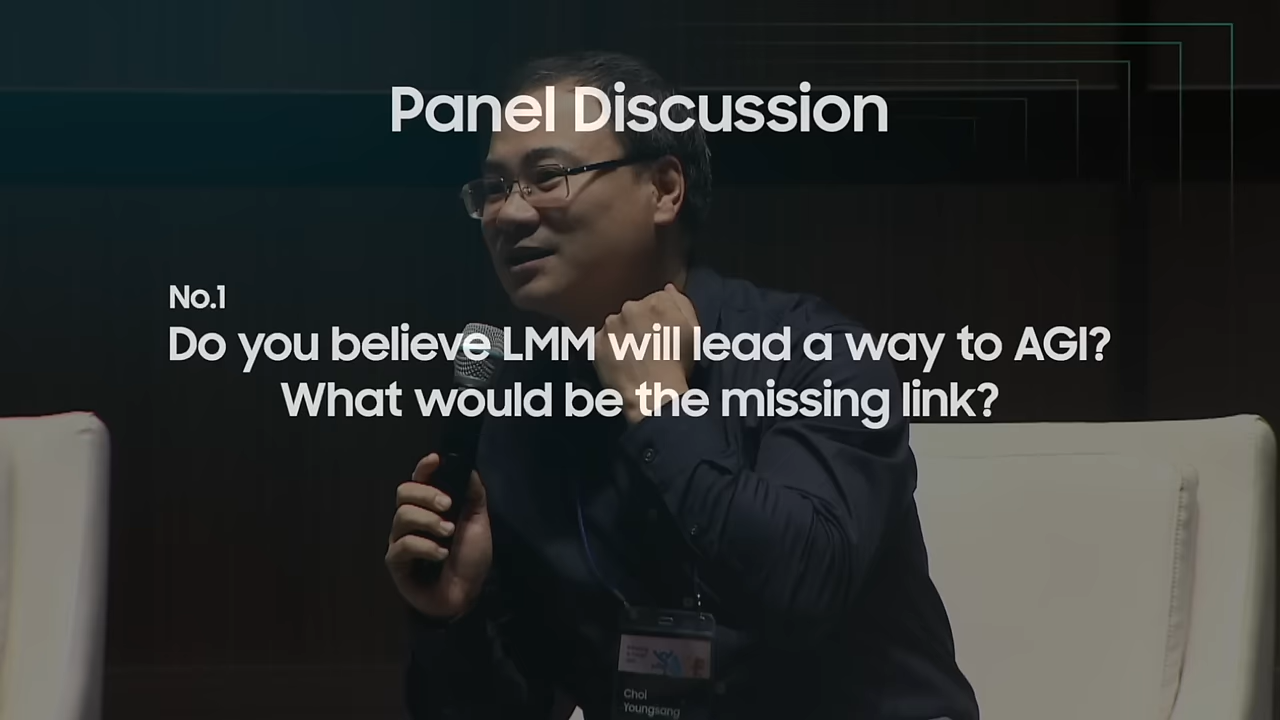 Panel Discussion
No.1
Do you believe LMM will lead a way to AGI?
What would be the missing link?
Choi
Youngsang